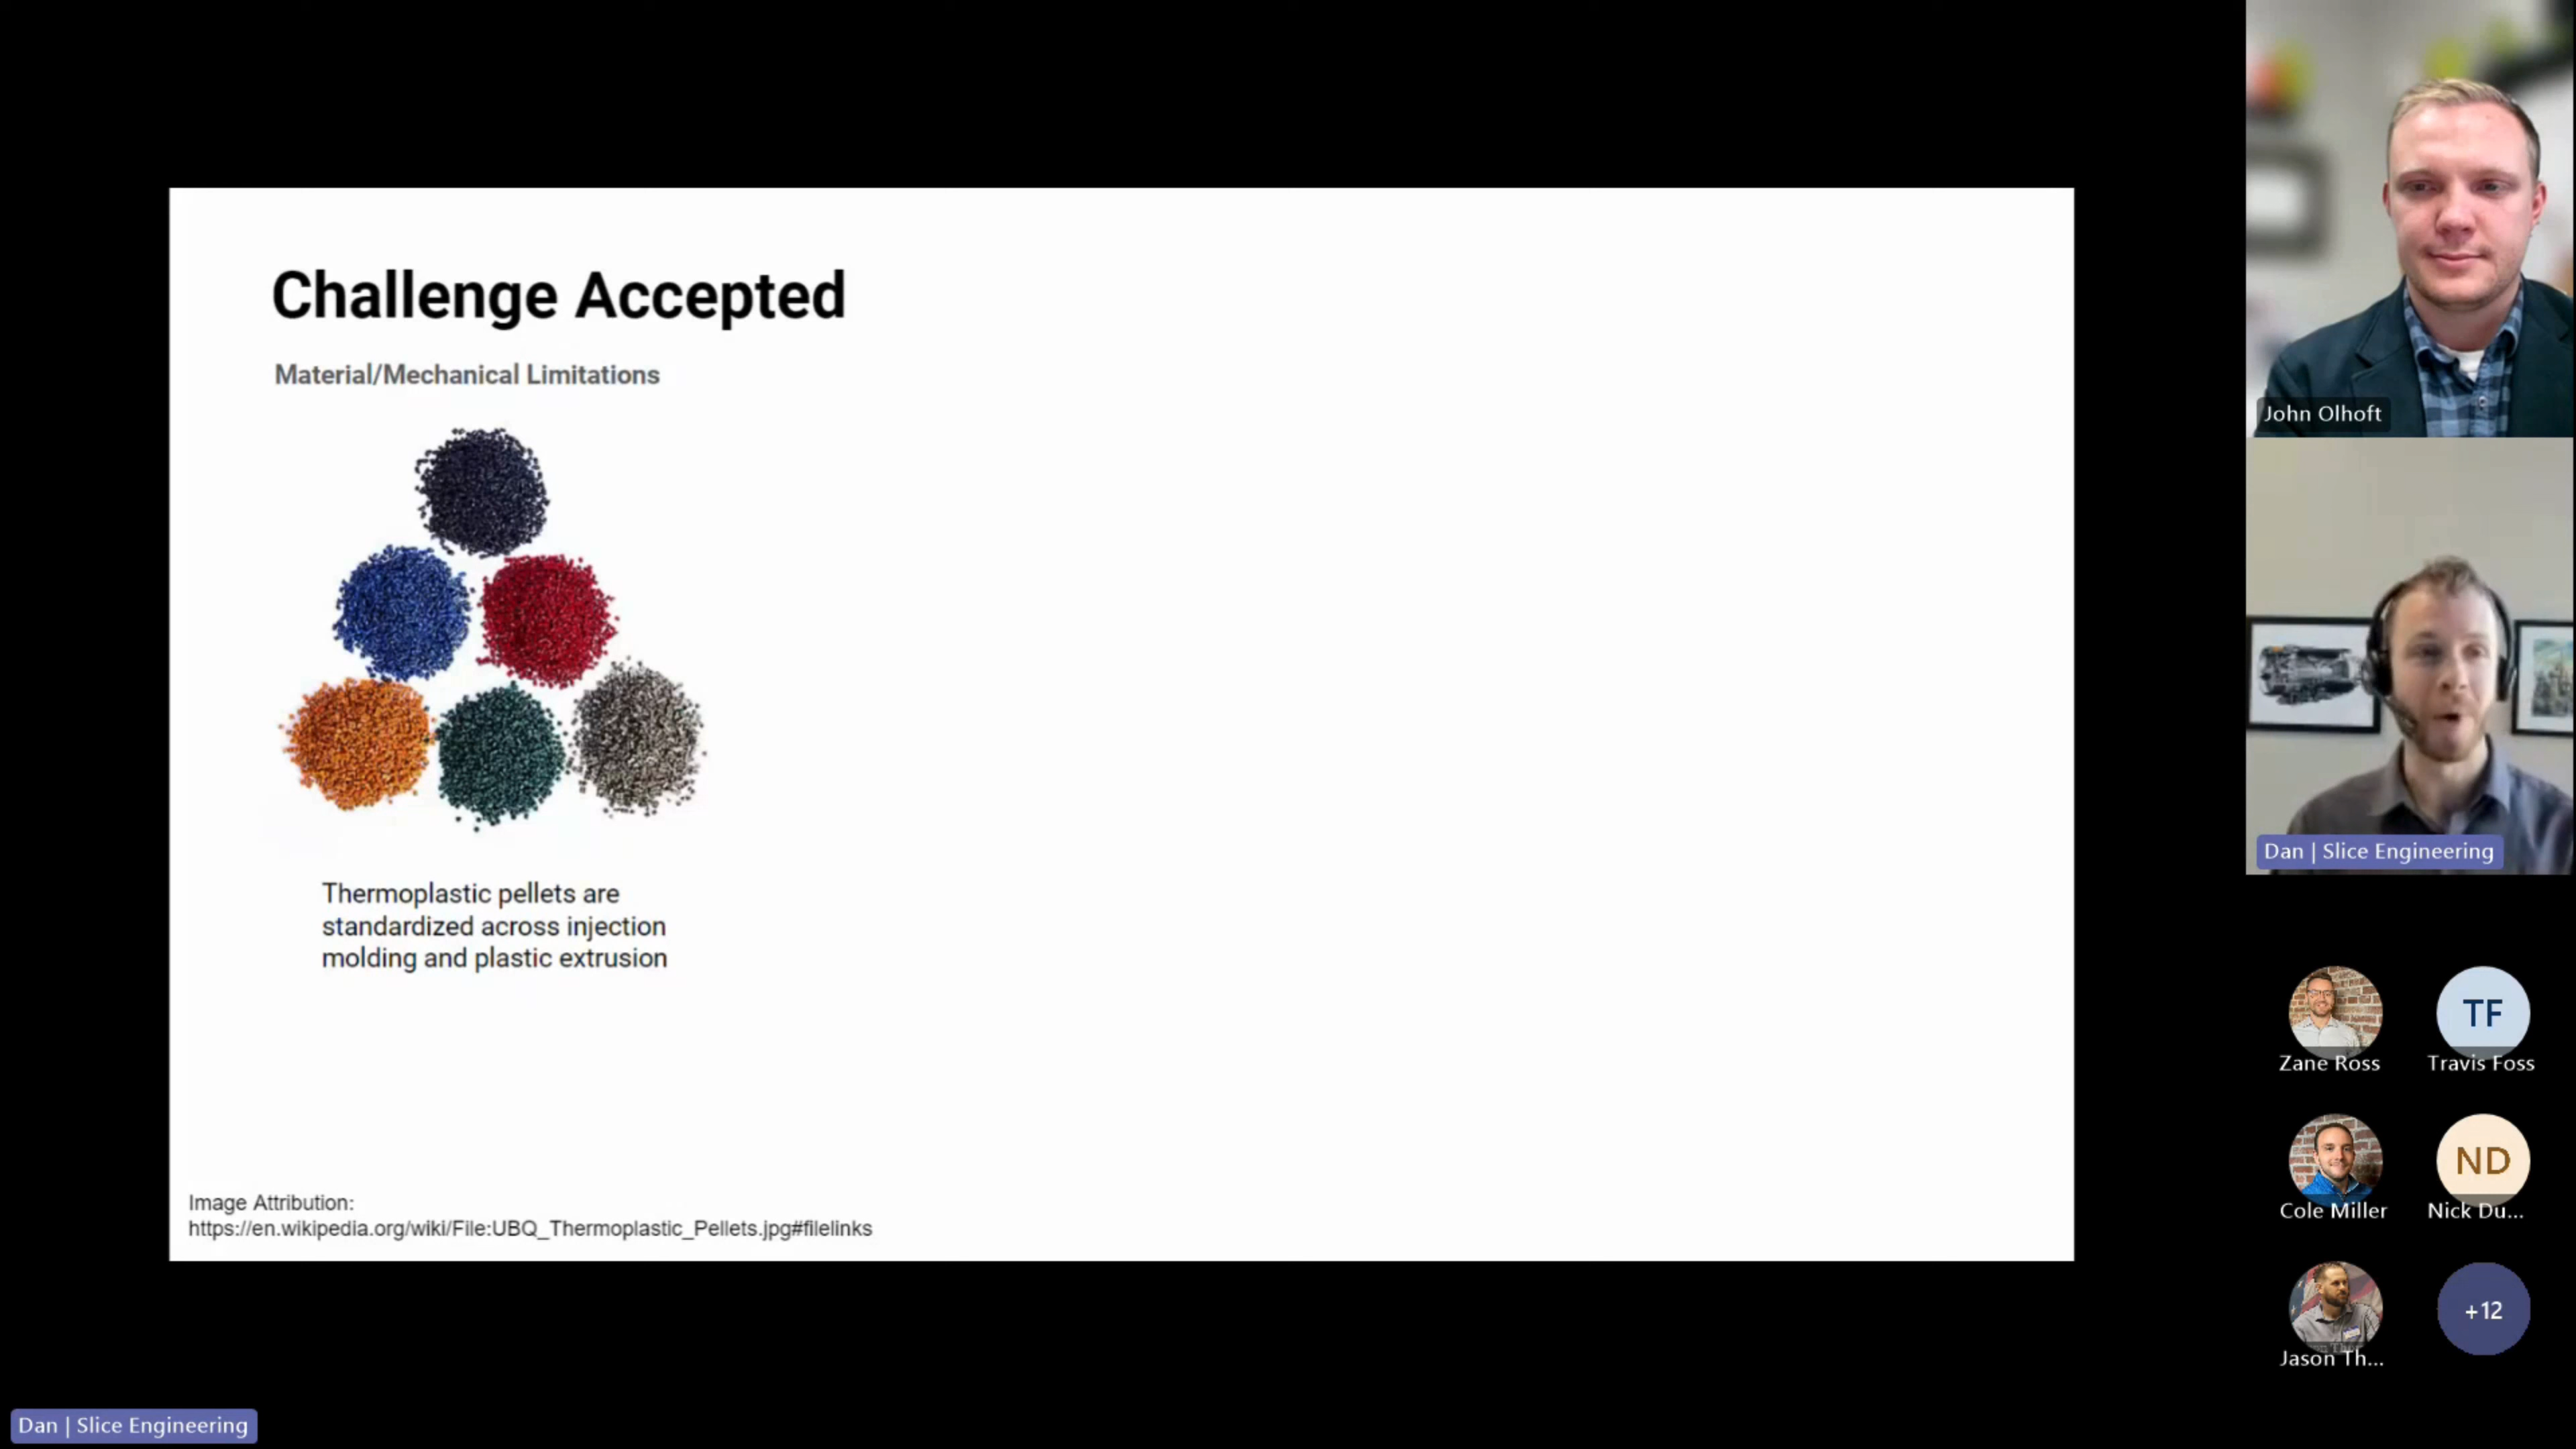 Challenge Accepted
Material/Mechanical Limitations
Thermoplastic pellets are
standardized across injection
molding and plastic extrusion
Image Attribution:
https://en.wikipedia.org/wiki/File:UBQ_Thermoplastic_Pellets.jpg#filelinks
John Olhoft
Dan | Slice Engineering
TF
Zane Ross
Travis Foss
ND
Cole Miller
Nick Du...
+12
Jason Th...
Dan | Slice Engineering